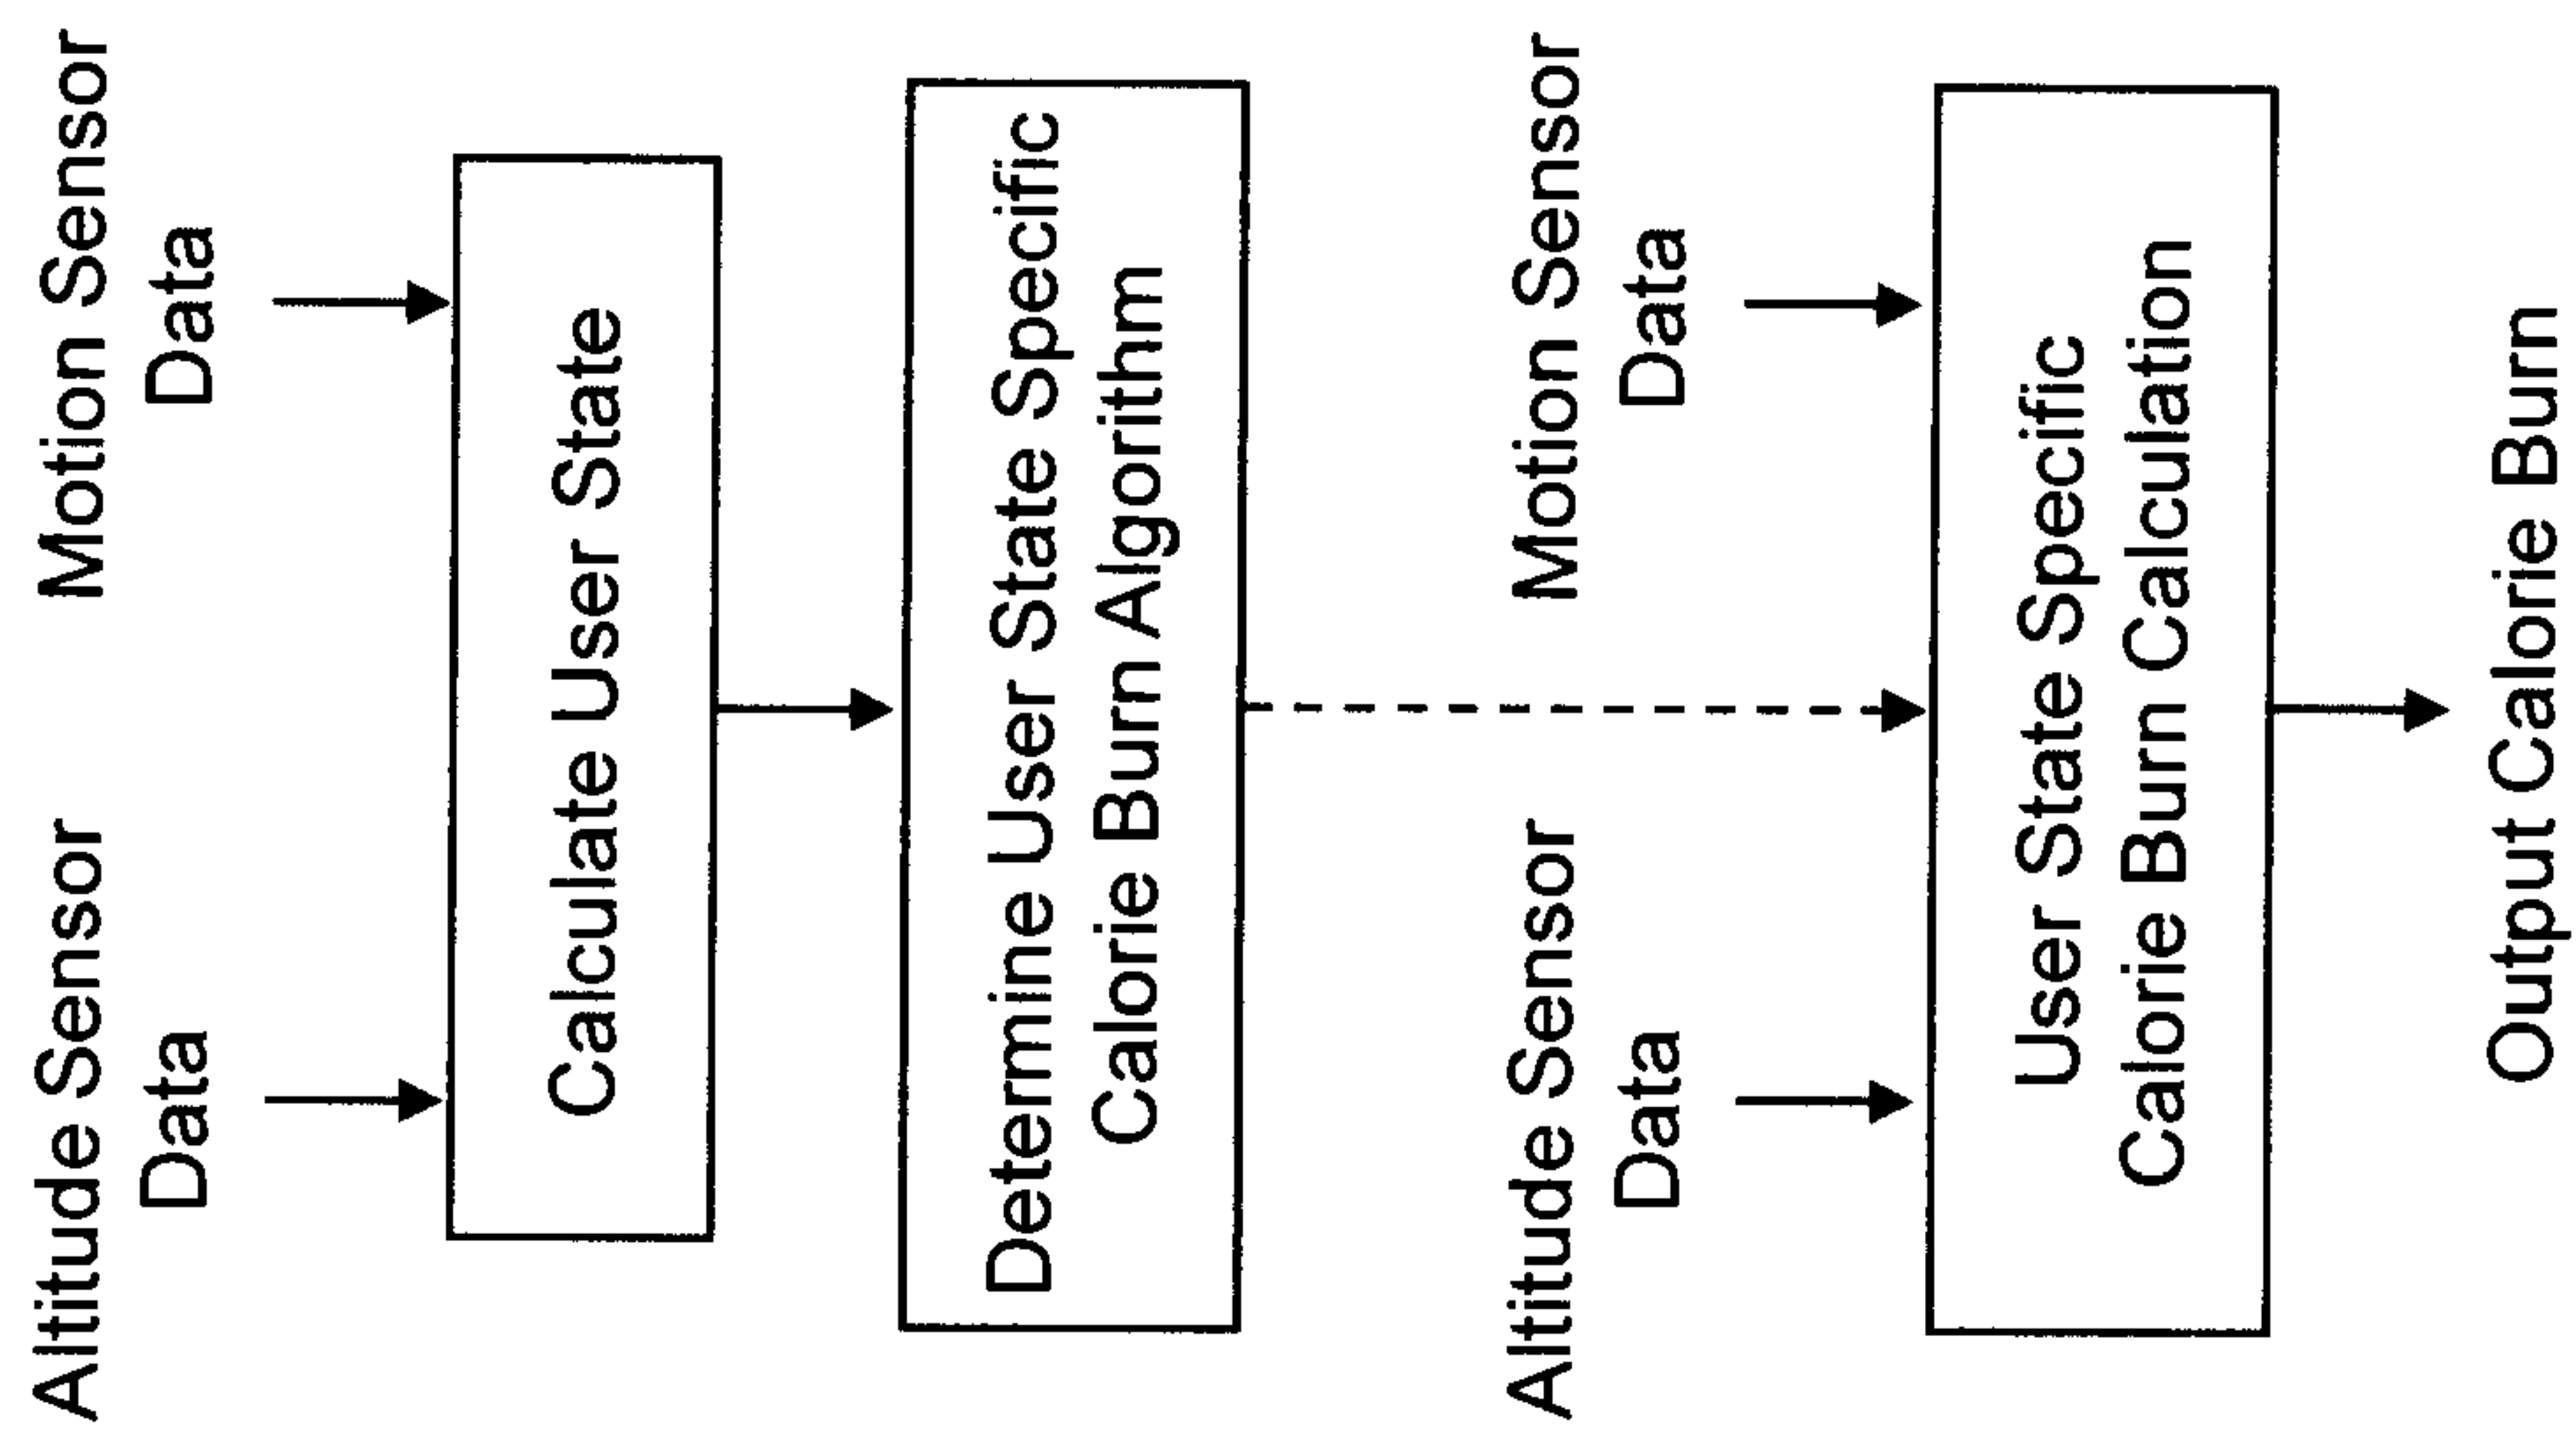 Altitude Sensor
Data
Motion Sensor
Data
Calculate User State
Determine User State Specific
Calorie Burn Algorithm
Altitude Sensor
Data
Motion Sensor
Data
User State Specific
Calorie Burn Calculation
Output Calorie Burn